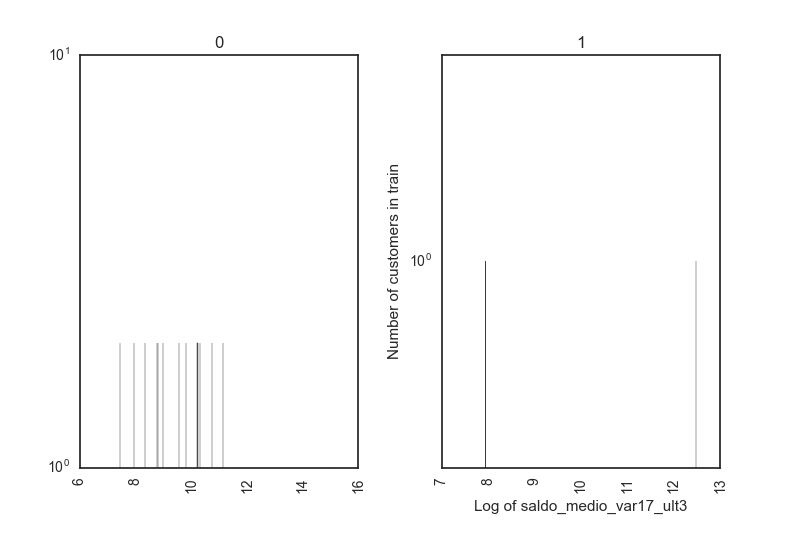 0
10^1
10^0
6 8 10 12 14 16
1
Number of customers in train
10^0
7 8 9 10 11 12 13
Log of saldo_medio_var17_ult3